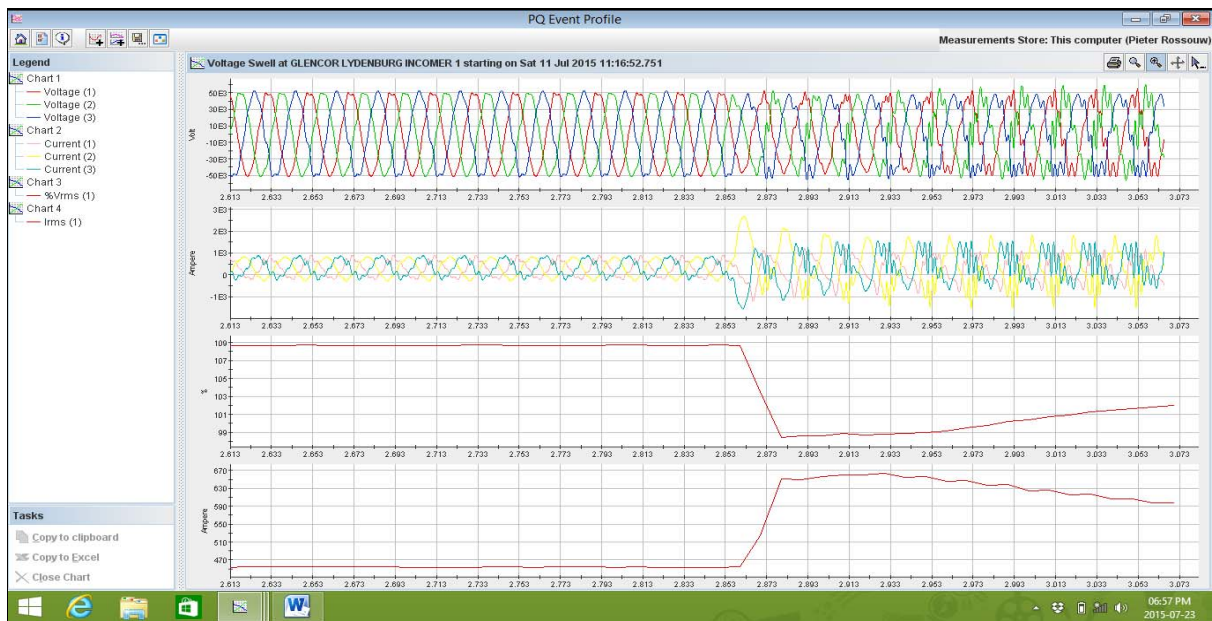 PQ Event Profile
Measurements Store: This computer (Pieter Rossouw)
Legend
Chart 1
Voltage (1)
Voltage (2)
Voltage (3)
Chart 2
Current (1)
Current (2)
Current (3)
Chart 3
%Vrms (1)
Chart 4
Irms (1)
Tasks
Copy to clipboard
Copy to Excel
Close Chart
Voltage Swell at GLENCOR LYDENBURG INCOMER 1 starting on Sat 11 Jul 2015 11:16:52.751
Volt
50E3
30E3
10E3
-10E3
-30E3
-50E3
2.613 2.633 2.653 2.673 2.693 2.713 2.733 2.753 2.773 2.793 2.813 2.833 2.853 2.873 2.893 2.913 2.933 2.953 2.973 2.993 3.013 3.033 3.053 3.073
Ampere
3E3
2E3
1E3
0
-1E3
2.613 2.633 2.653 2.673 2.693 2.713 2.733 2.753 2.773 2.793 2.813 2.833 2.853 2.873 2.893 2.913 2.933 2.953 2.973 2.993 3.013 3.033 3.053 3.073
%
109
107
105
103
101
99
2.613 2.633 2.653 2.673 2.693 2.713 2.733 2.753 2.773 2.793 2.813 2.833 2.853 2.873 2.893 2.913 2.933 2.953 2.973 2.993 3.013 3.033 3.053 3.073
Ampere
670
630
590
550
510
470
2.613 2.633 2.653 2.673 2.693 2.713 2.733 2.753 2.773 2.793 2.813 2.833 2.853 2.873 2.893 2.913 2.933 2.953 2.973 2.993 3.013 3.033 3.053 3.073
06:57 PM
2015-07-23